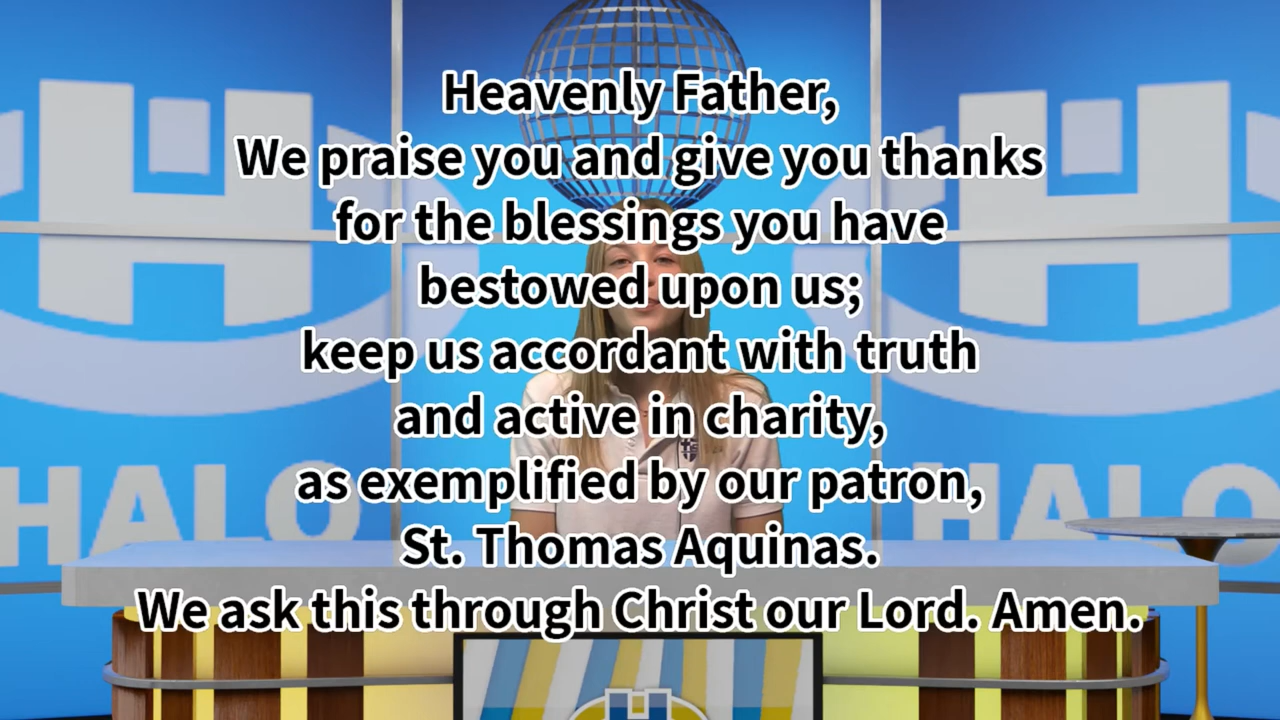 Heavenly Father,
We praise you and give you thanks
for the blessings you have
bestowed upon us;
keep us accordant with truth
and active in charity,
as exemplified by our patron,
St. Thomas Aquinas.
We ask this through Christ our Lord. Amen.
HALO
HALO